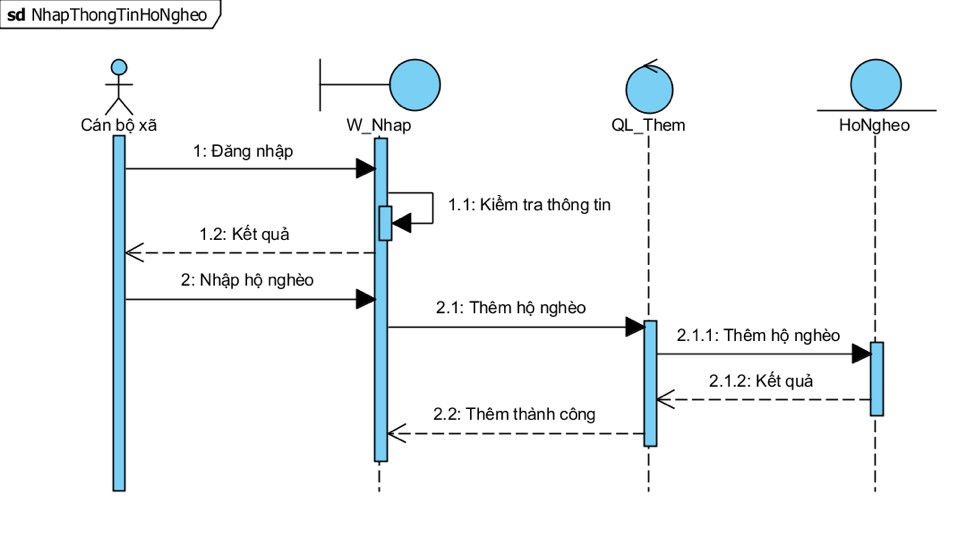 sd NhapThongTinHoNgheo
Cán bộ xã
W_Nhap
QL_Them
HoNgheo
1: Đăng nhập
1.1: Kiểm tra thông tin
1.2: Kết quả
2: Nhập hộ nghèo
2.1: Thêm hộ nghèo
2.1.1: Thêm hộ nghèo
2.1.2: Kết quả
2.2: Thêm thành công